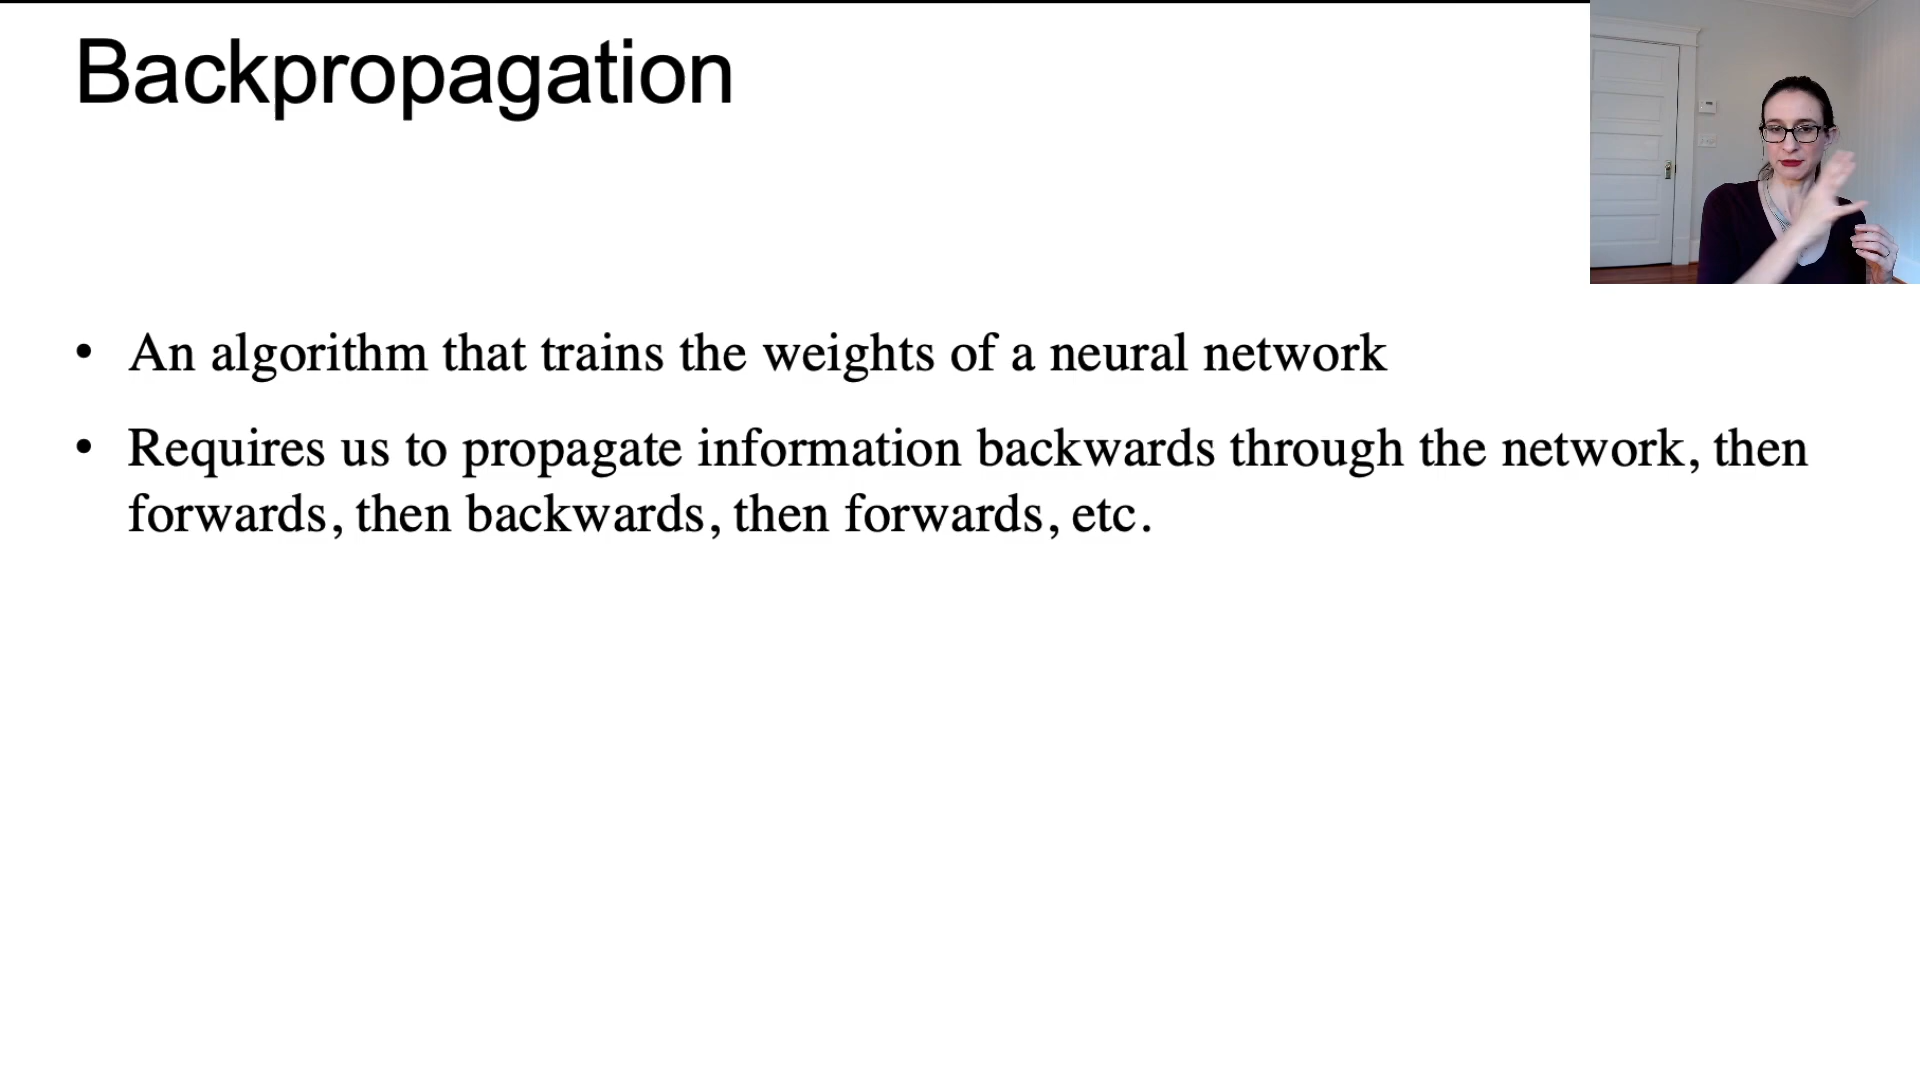 Backpropagation
• An algorithm that trains the weights of a neural network
• Requires us to propagate information backwards through the network, then
forwards, then backwards, then forwards, etc.